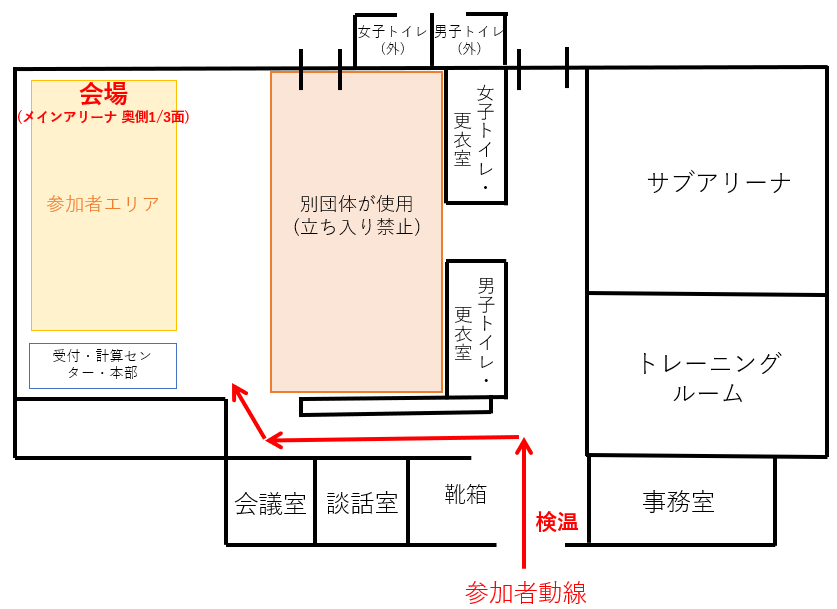 女子トイレ
(外)
男子トイレ
(外)
会場
(メインアリーナ 奥側1/3面)
女子トイレ・
更衣室
参加者エリア
別団体が使用
(立ち入り禁止)
サブアリーナ
男子トイレ・
更衣室
受付・計算セン
ター・本部
トレーニング
ルーム
会議室
談話室
靴箱
検温
事務室
参加者動線